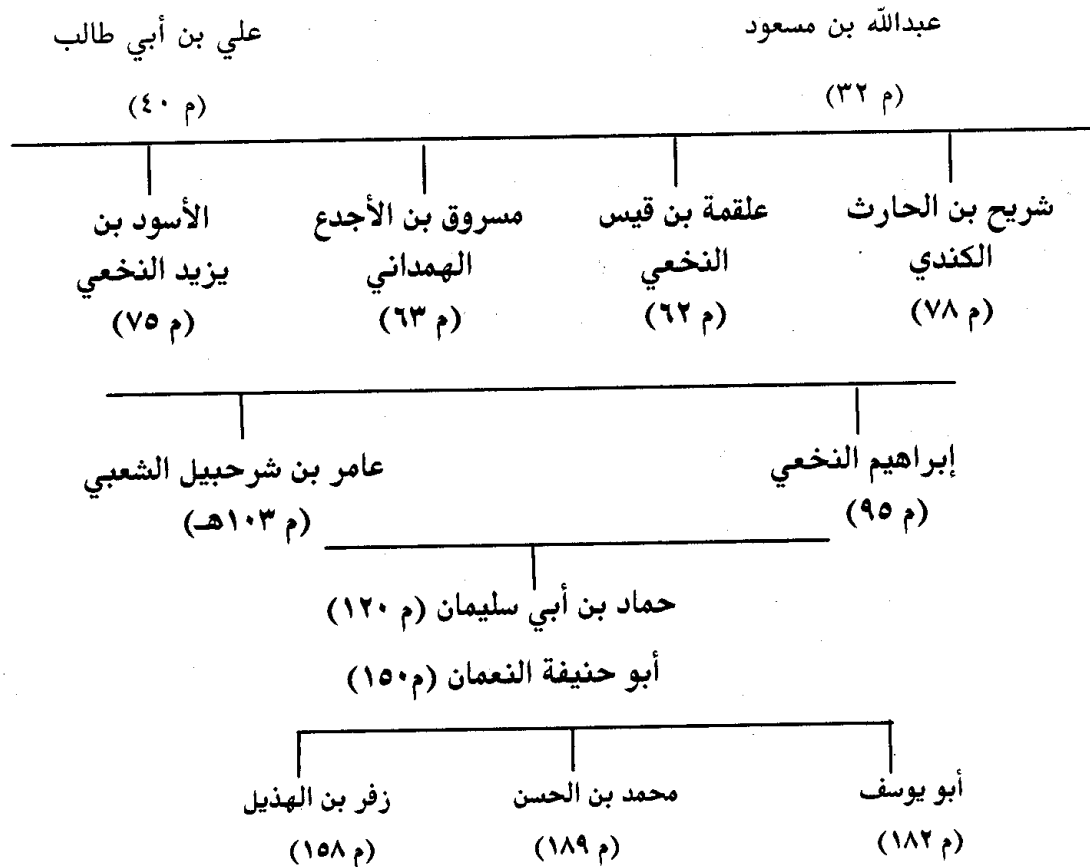 عبدالله بن مسعود
(م ٣٢)
علي بن أبي طالب
(م ٤٠)
شريح بن الحارث
الكندي
(م ٧٨)
علقمة بن قيس
النخعي
(م ٦٢)
مسروق بن الأجدع
الهمداني
(م ٦٣)
الأسود بن
يزيد النخعي
(م ٧٥)
إبراهيم النخعي
(م ٩٥)
عامر بن شرحبيل الشعبي
(م ١٠٣هـ)
حماد بن أبي سليمان (م ١٢٠)
أبو حنيفة النعمان (م١٥٠)
أبو يوسف
(م ١٨٢)
محمد بن الحسن
(م ١٨٩)
زفر بن الهذيل
(م ١٥٨)